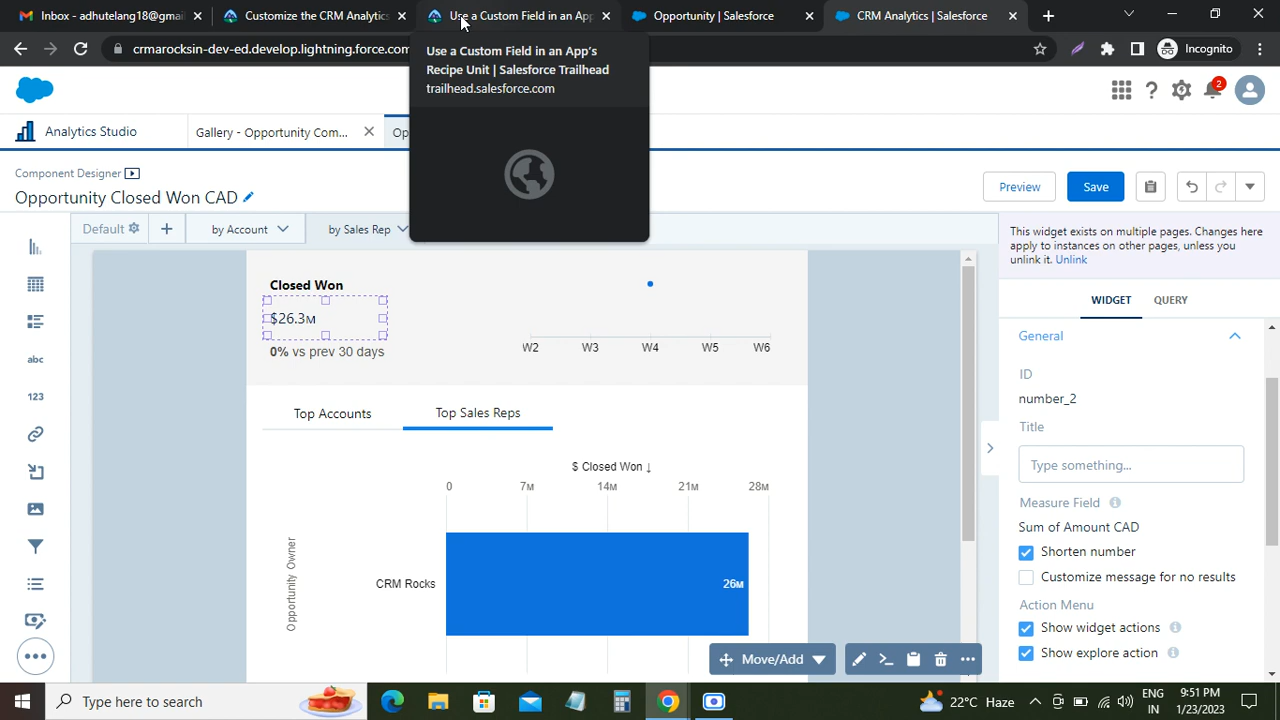 Inbox - adhutelang18@gmai
Customize the CRM Analytics
Use a Custom Field in an App
Opportunity | Salesforce
CRM Analytics | Salesforce
crmarocksin-dev-ed.develop.lightning.force.com
Incognito
Use a Custom Field in an App's
Recipe Unit | Salesforce Trailhead
trailhead.salesforce.com
2
Analytics Studio
Gallery - Opportunity Com...
Op
Component Designer
Opportunity Closed Won CAD
Preview
Save
Default
by Account
by Sales Rep
This widget exists on multiple pages. Changes here
apply to instances on other pages, unless you
unlink it. Unlink
WIDGET
QUERY
Closed Won
$26.3M
0% vs prev 30 days
W2
W3
W4
W5
W6
Top Accounts
Top Sales Reps
$ Closed Won ↓
0
7M
14M
21M
28M
Opportunity Owner
CRM Rocks
26M
abc
123
General
ID
number_2
Title
Type something...
Measure Field
Sum of Amount CAD
Shorten number
Customize message for no results
Action Menu
Show widget actions
Show explore action
Move/Add
Type here to search
22°C Haze
ENG
IN
9:51 PM
1/23/2023